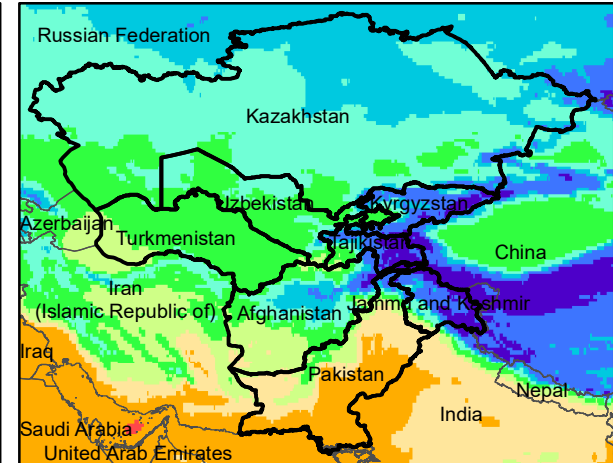 Russian Federation
Kazakhstan
Uzbekistan
Kyrgyzstan
Azerbaijan
Turkmenistan
Tajikistan
China
Iran
(Islamic Republic of)
Afghanistan
Jammu and Kashmir
Iraq
Pakistan
Nepal
India
Saudi Arabia
United Arab Emirates